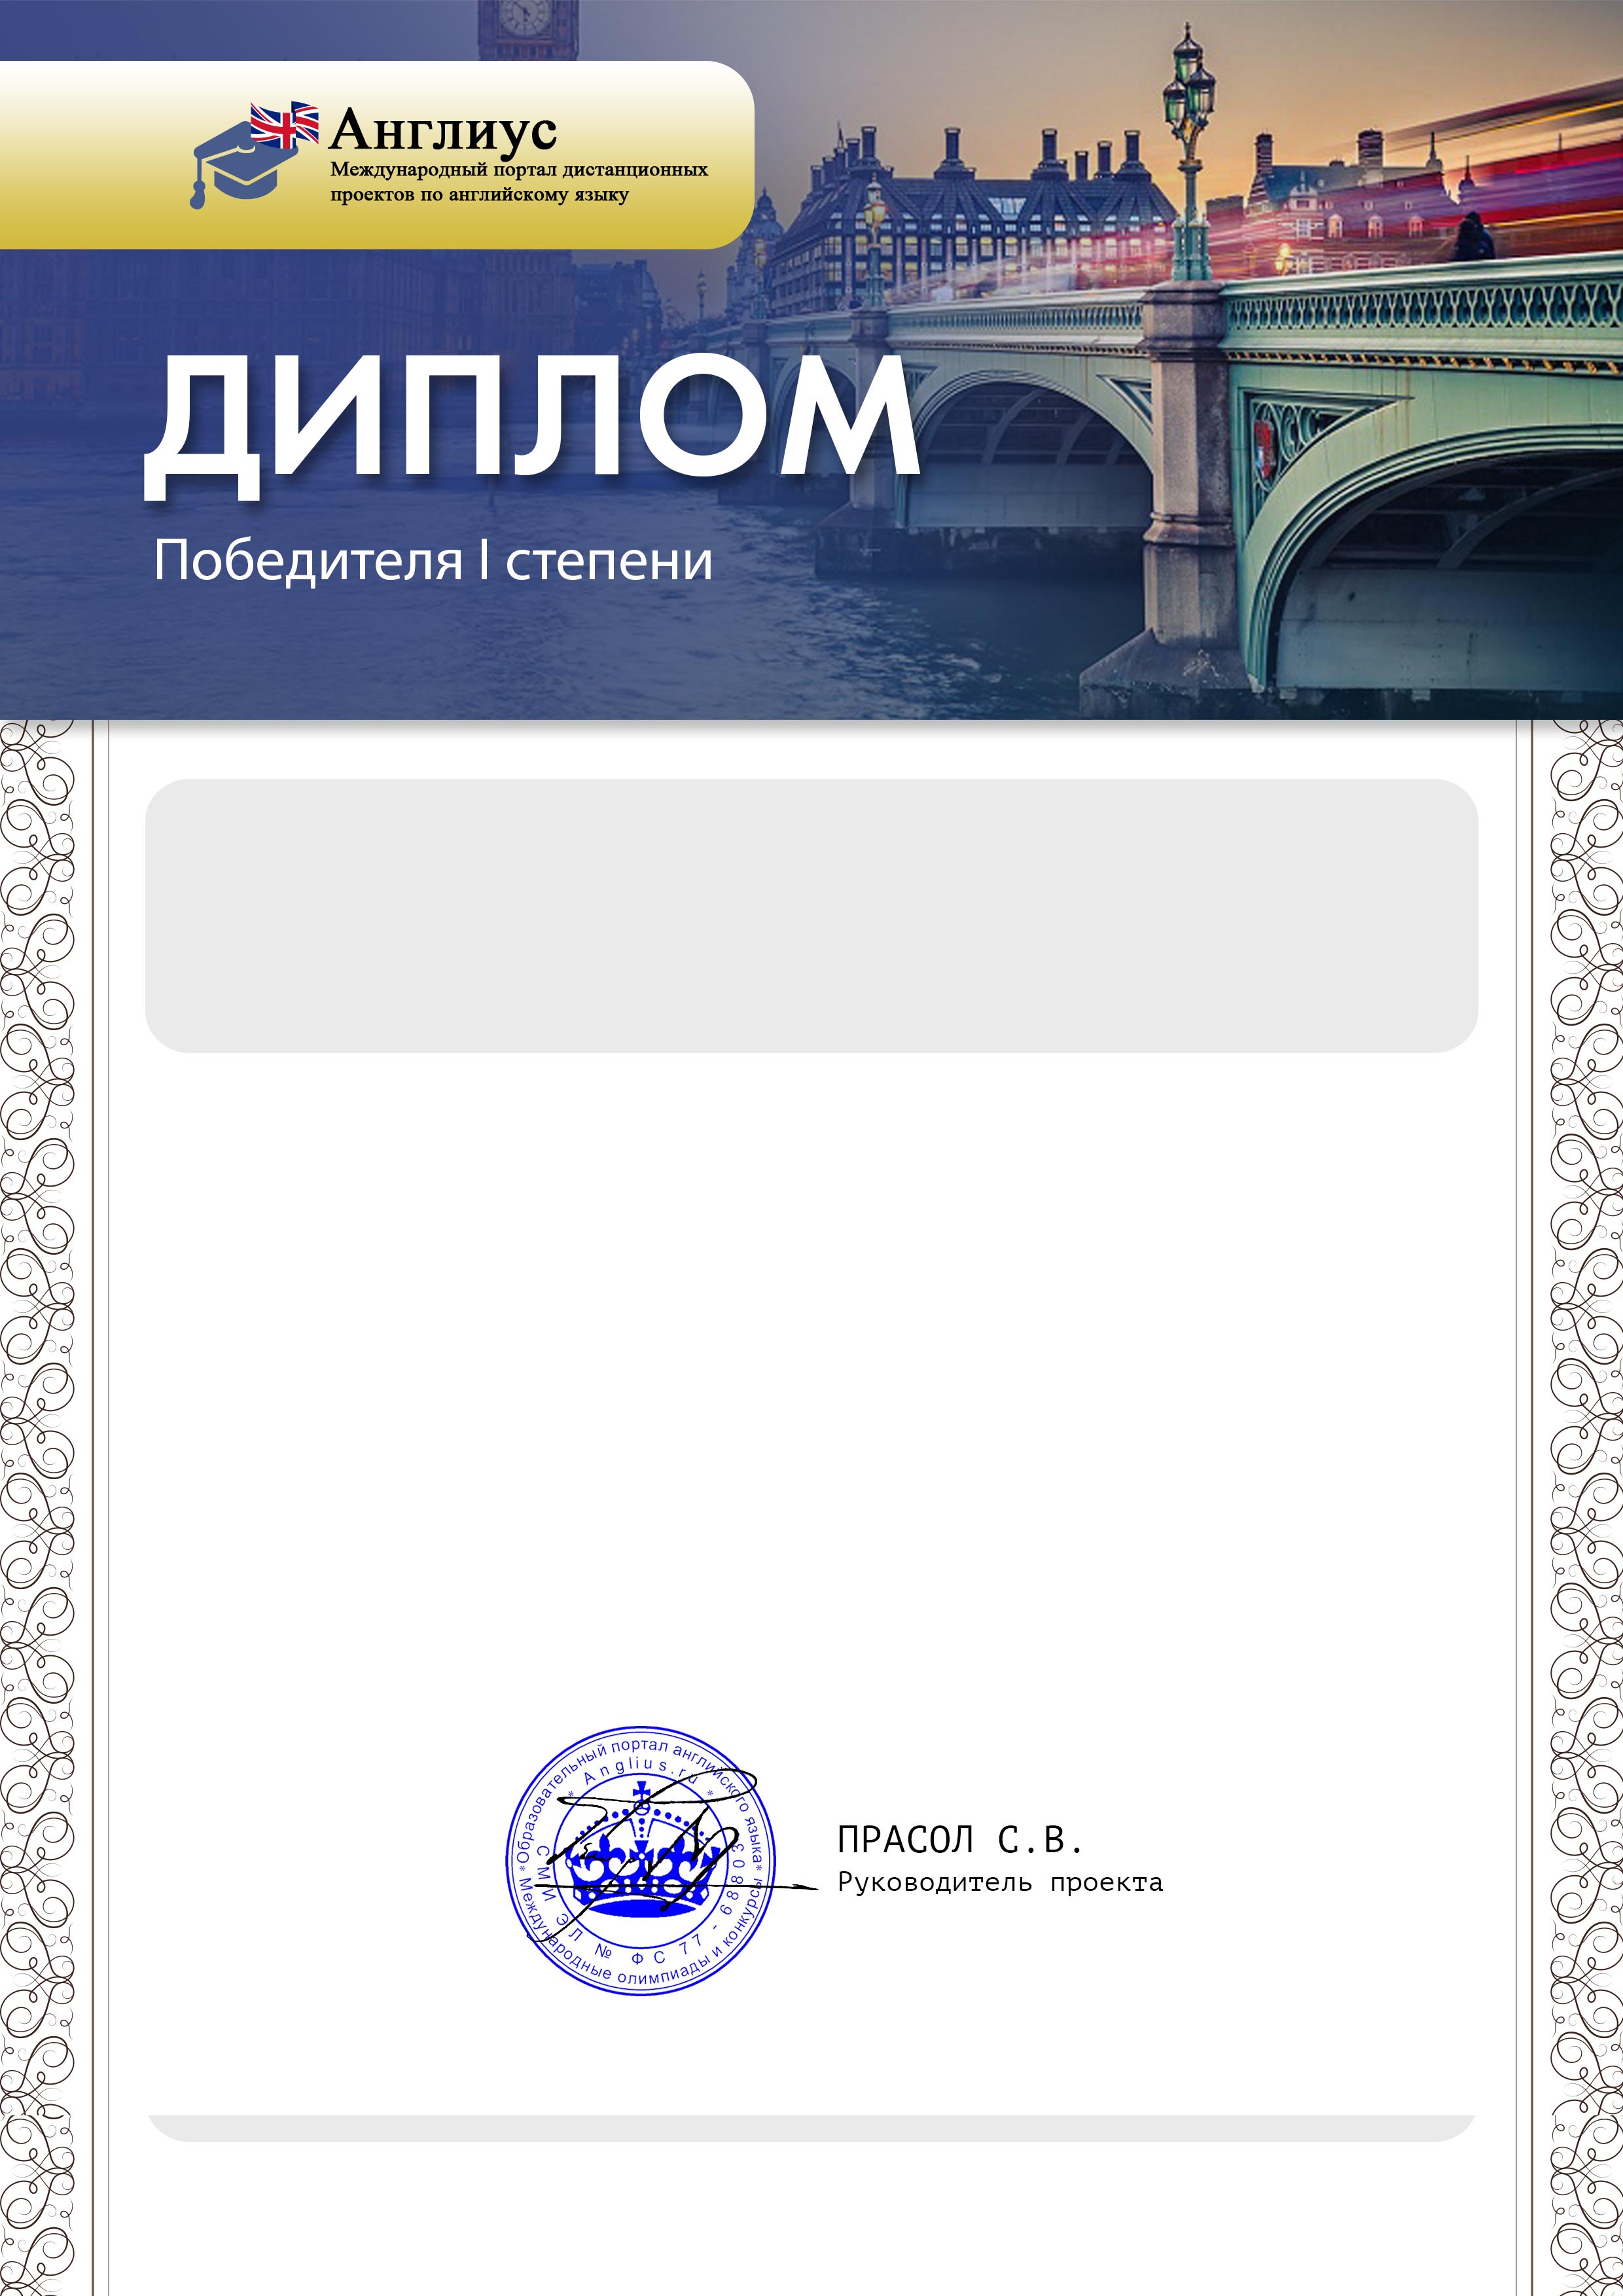 Англиус
Международный портал дистанционных
проектов по английскому языку
ДИПЛОМ
Победителя I степени
*Образовательный портал английского языка*
* Anglius.ru *
СМИ ЭЛ № ФС 77 - 68803
Международные олимпиады и конкурсы
ПРАСОЛ С.В.
Руководитель проекта